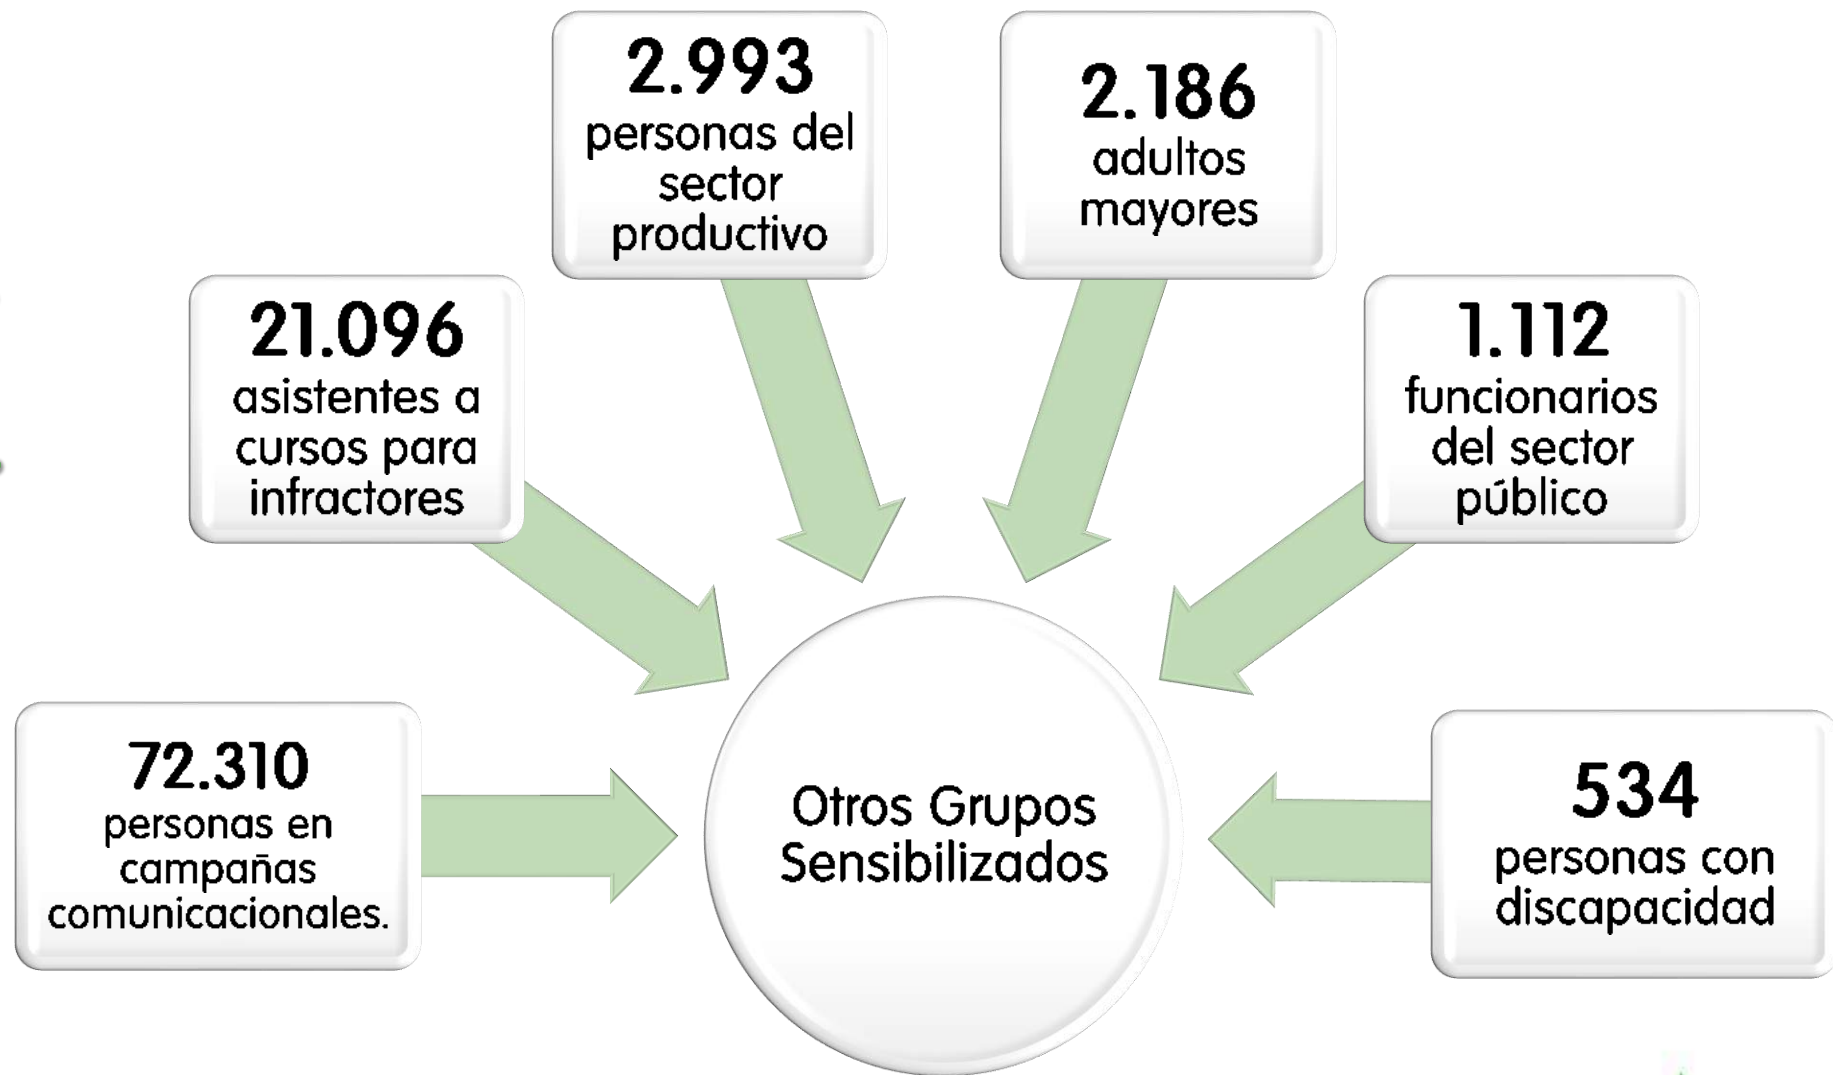 2.993
personas del
sector
productivo
2.186
adultos
mayores
21.096
asistentes a
cursos para
infractores
1.112
funcionarios
del sector
público
72.310
personas en
campañas
comunicacionales.
Otros Grupos
Sensibilizados
534
personas con
discapacidad